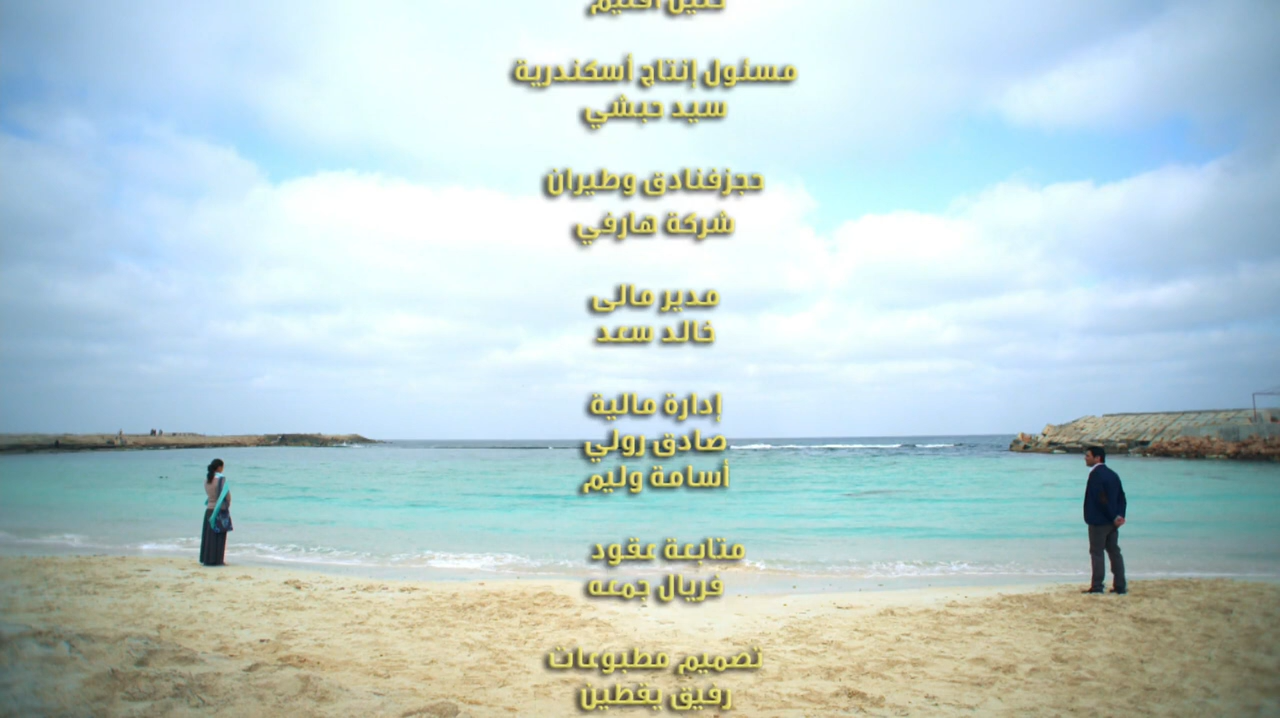 مسئول إنتاج أسكندرية
سيد حبشي
حجزفنادق وطيران
شركة هارفي
مدير مالى
خالد سعد
إدارة مالية
صادق رولي
أسامة وليم
متابعة عقود
فريال جمعه
تصميم مطبوعات
رفيق يقطين